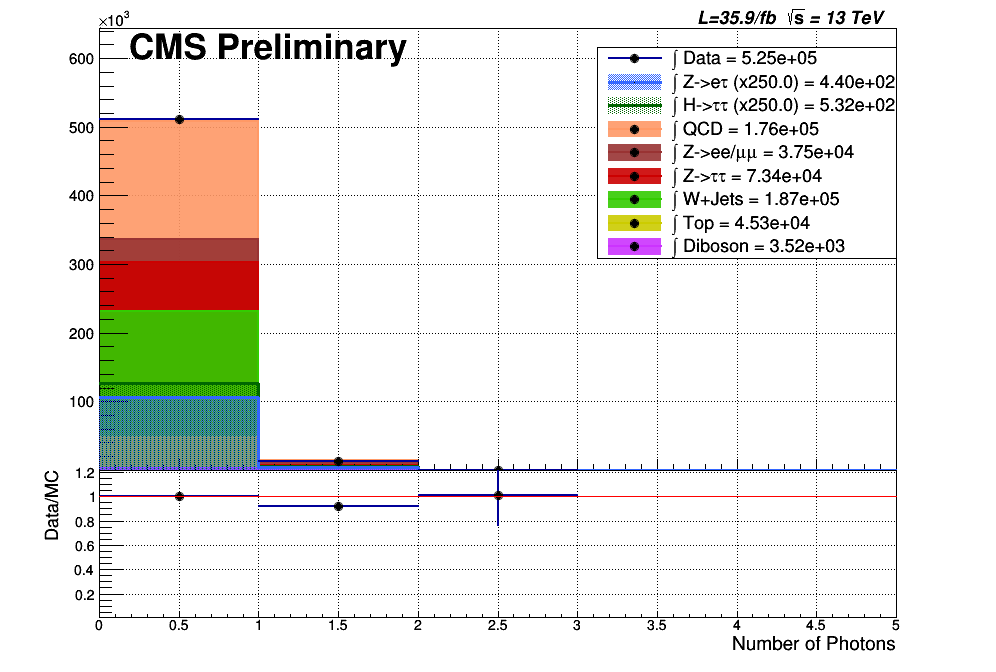 ×10³
L=35.9/fb √s = 13 TeV
CMS Preliminary
600
500
400
300
200
100
∫ Data = 5.25e+05
∫ Z->eτ (x250.0) = 4.40e+02
∫ H->ττ (x250.0) = 5.32e+02
∫ QCD = 1.76e+05
∫ Z->ee/μμ = 3.75e+04
∫ Z->ττ = 7.34e+04
∫ W+Jets = 1.87e+05
∫ Top = 4.53e+04
∫ Diboson = 3.52e+03
Data/MC
1.2
1
0.8
0.6
0.4
0.2
0 0.5 1 1.5 2 2.5 3 3.5 4 4.5 5
Number of Photons